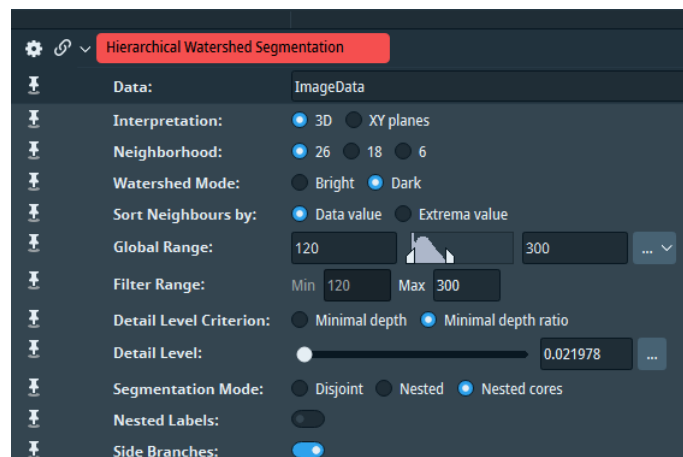 Hierarchical Watershed Segmentation
Data: ImageData
Interpretation: 3D XY planes
Neighborhood: 26 18 6
Watershed Mode: Bright Dark
Sort Neighbours by: Data value Extrema value
Global Range: 120 300 ...
Filter Range: Min 120 Max 300
Detail Level Criterion: Minimal depth Minimal depth ratio
Detail Level: 0.021978 ...
Segmentation Mode: Disjoint Nested Nested cores
Nested Labels:
Side Branches: